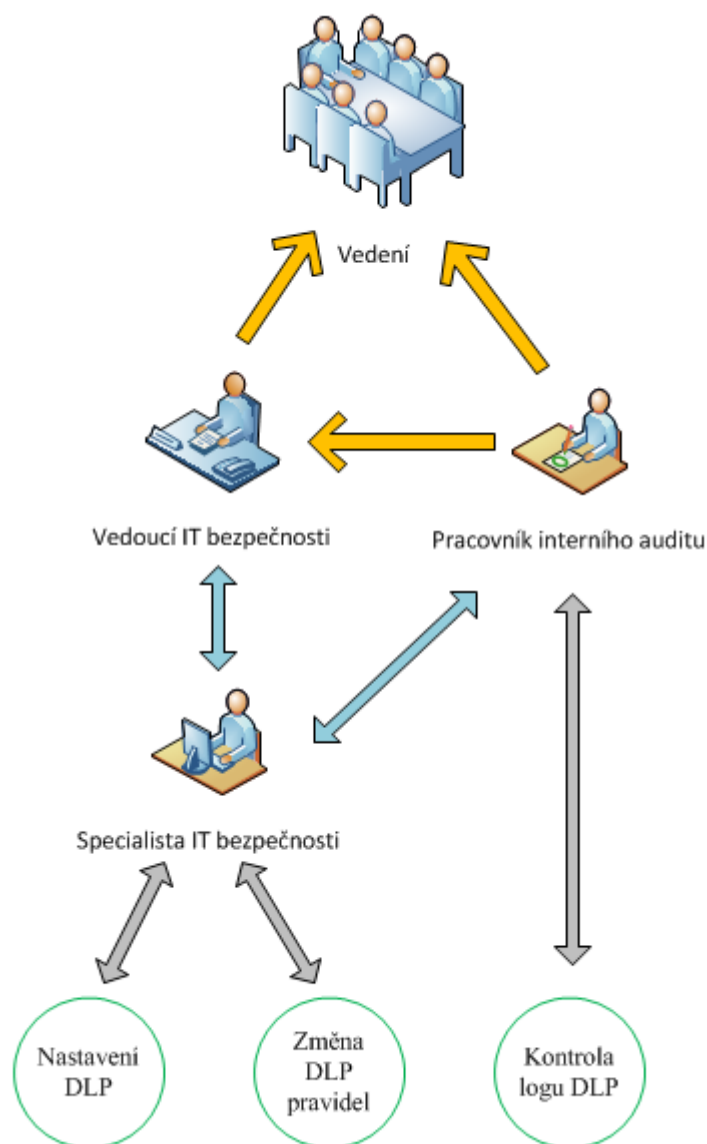 Vedení
Vedoucí IT bezpečnosti
Pracovník interního auditu
Specialista IT bezpečnosti
Nastavení
DLP
Změna
DLP
pravidel
Kontrola
logu DLP